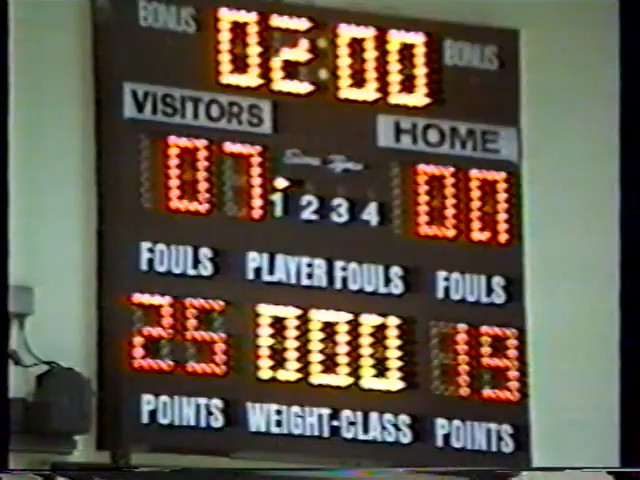 BONUS 02:00 BONUS
VISITORS HOME
07 00
1 2 3 4
FOULS PLAYER FOULS FOULS
25 000 19
POINTS WEIGHT-CLASS POINTS